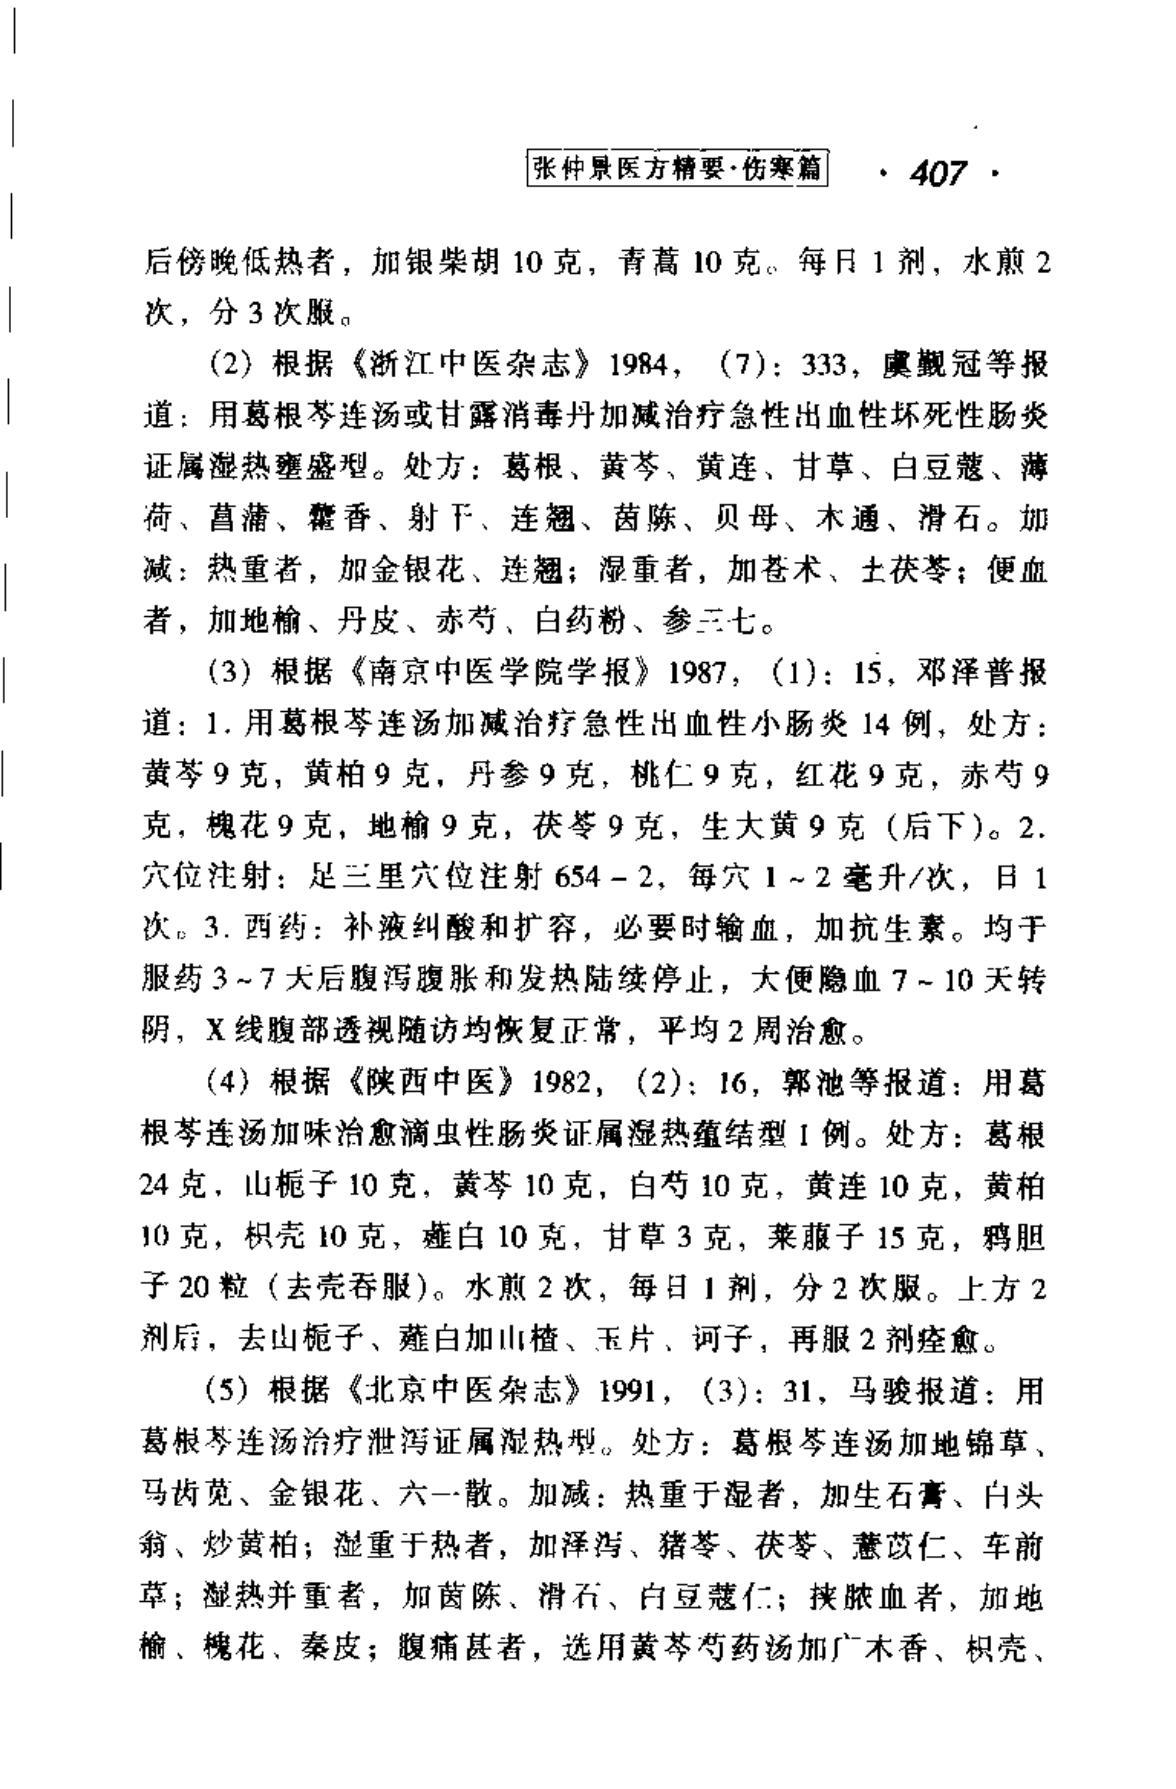 张仲景医方精要·伤寒篇 · 407 ·
后傍晚低热者，加银柴胡 10 克，青蒿 10 克。每日 1 剂，水煎 2
次，分 3 次服。
（2）根据《浙江中医杂志》1984，（7）：333，虞觐冠等报
道：用葛根芩连汤或甘露消毒丹加减治疗急性出血性坏死性肠炎
证属湿热壅盛型。处方：葛根、黄芩、黄连、甘草、白豆蔻、薄
荷、菖蒲、藿香、射干、连翘、茵陈、贝母、木通、滑石。加
减：热重者，加金银花、连翘；湿重者，加苍术、土茯苓；便血
者，加地榆、丹皮、赤芍、白药粉、参三七。
（3）根据《南京中医学院学报》1987，（1）：15，邓泽普报
道：1. 用葛根芩连汤加减治疗急性出血性小肠炎 14 例，处方：
黄芩 9 克，黄柏 9 克，丹参 9 克，桃仁 9 克，红花 9 克，赤芍 9
克，槐花 9 克，地榆 9 克，茯苓 9 克，生大黄 9 克（后下）。2.
穴位注射：足三里穴位注射 654－2，每穴 1～2 毫升/次，日 1
次。3. 西药：补液纠酸和扩容，必要时输血，加抗生素。均于
服药 3～7 天后腹泻腹胀和发热陆续停止，大便隐血 7～10 天转
阴，X 线腹部透视随访均恢复正常，平均 2 周治愈。
（4）根据《陕西中医》1982，（2）：16，郭池等报道：用葛
根芩连汤加味治愈滴虫性肠炎证属湿热蕴结型 1 例。处方：葛根
24 克，山栀子 10 克，黄芩 10 克，白芍 10 克，黄连 10 克，黄柏
10 克，枳壳 10 克，薤白 10 克，甘草 3 克，莱菔子 15 克，鸦胆
子 20 粒（去壳吞服）。水煎 2 次，每日 1 剂，分 2 次服。上方 2
剂后，去山栀子、薤白加山楂、玉片、诃子，再服 2 剂痊愈。
（5）根据《北京中医杂志》1991，（3）：31，马骏报道：用
葛根芩连汤治疗泄泻证属湿热型。处方：葛根芩连汤加地锦草、
马齿苋、金银花、六一散。加减：热重于湿者，加生石膏、白头
翁、炒黄柏；湿重于热者，加泽泻、猪苓、茯苓、薏苡仁、车前
草；湿热并重者，加茵陈、滑石、白豆蔻仁；挟脓血者，加地
榆、槐花、秦皮；腹痛甚者，选用黄芩芍药汤加广木香、枳壳、